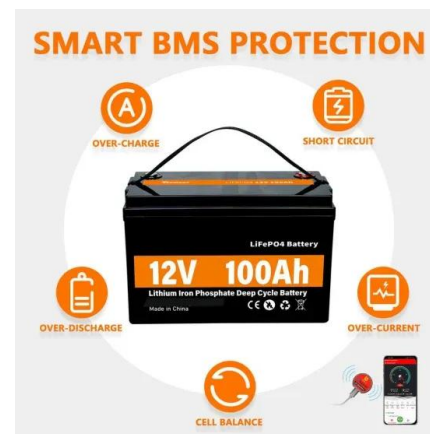 SMART BMS PROTECTION
A
OVER-CHARGE
SHORT CIRCUIT
LiFePO4 Battery
12V 100Ah
Lithium Iron Phosphate Deep Cycle Battery
Made in China
CE
OVER-DISCHARGE
OVER-CURRENT
CELL BALANCE